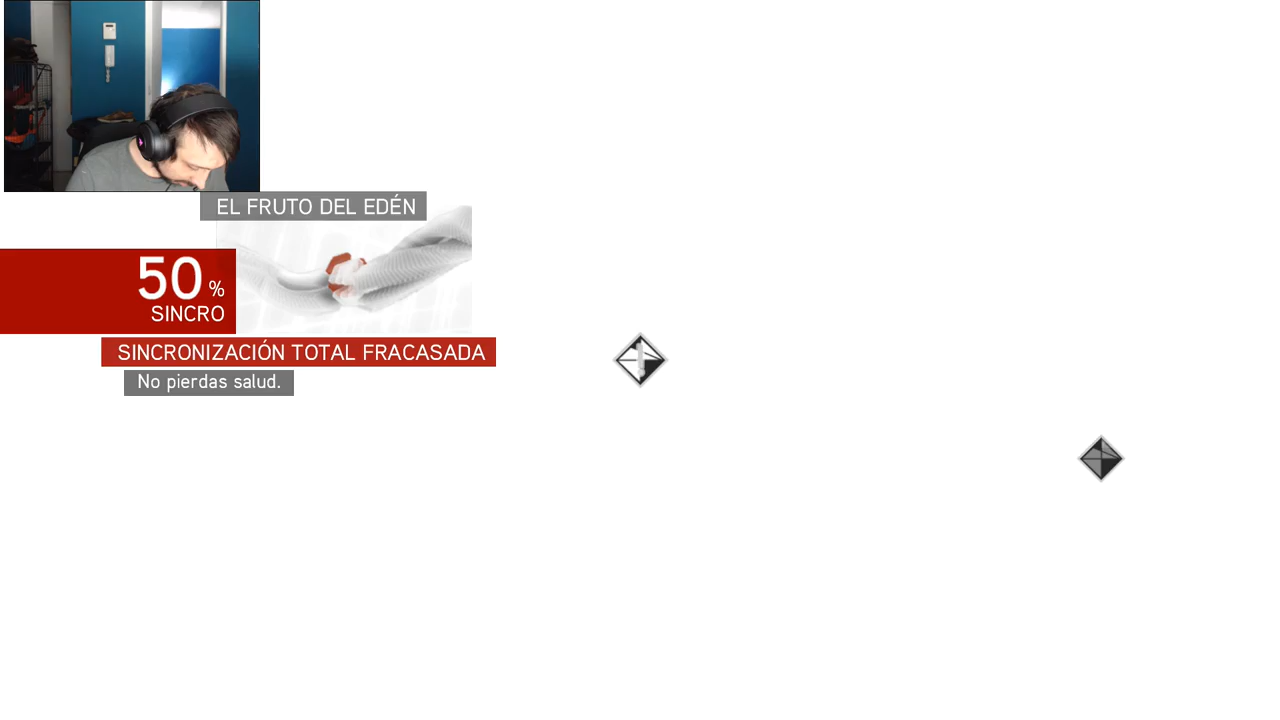 EL FRUTO DEL EDÉN
50 %
SINCRO
SINCRONIZACIÓN TOTAL FRACASADA
No pierdas salud.